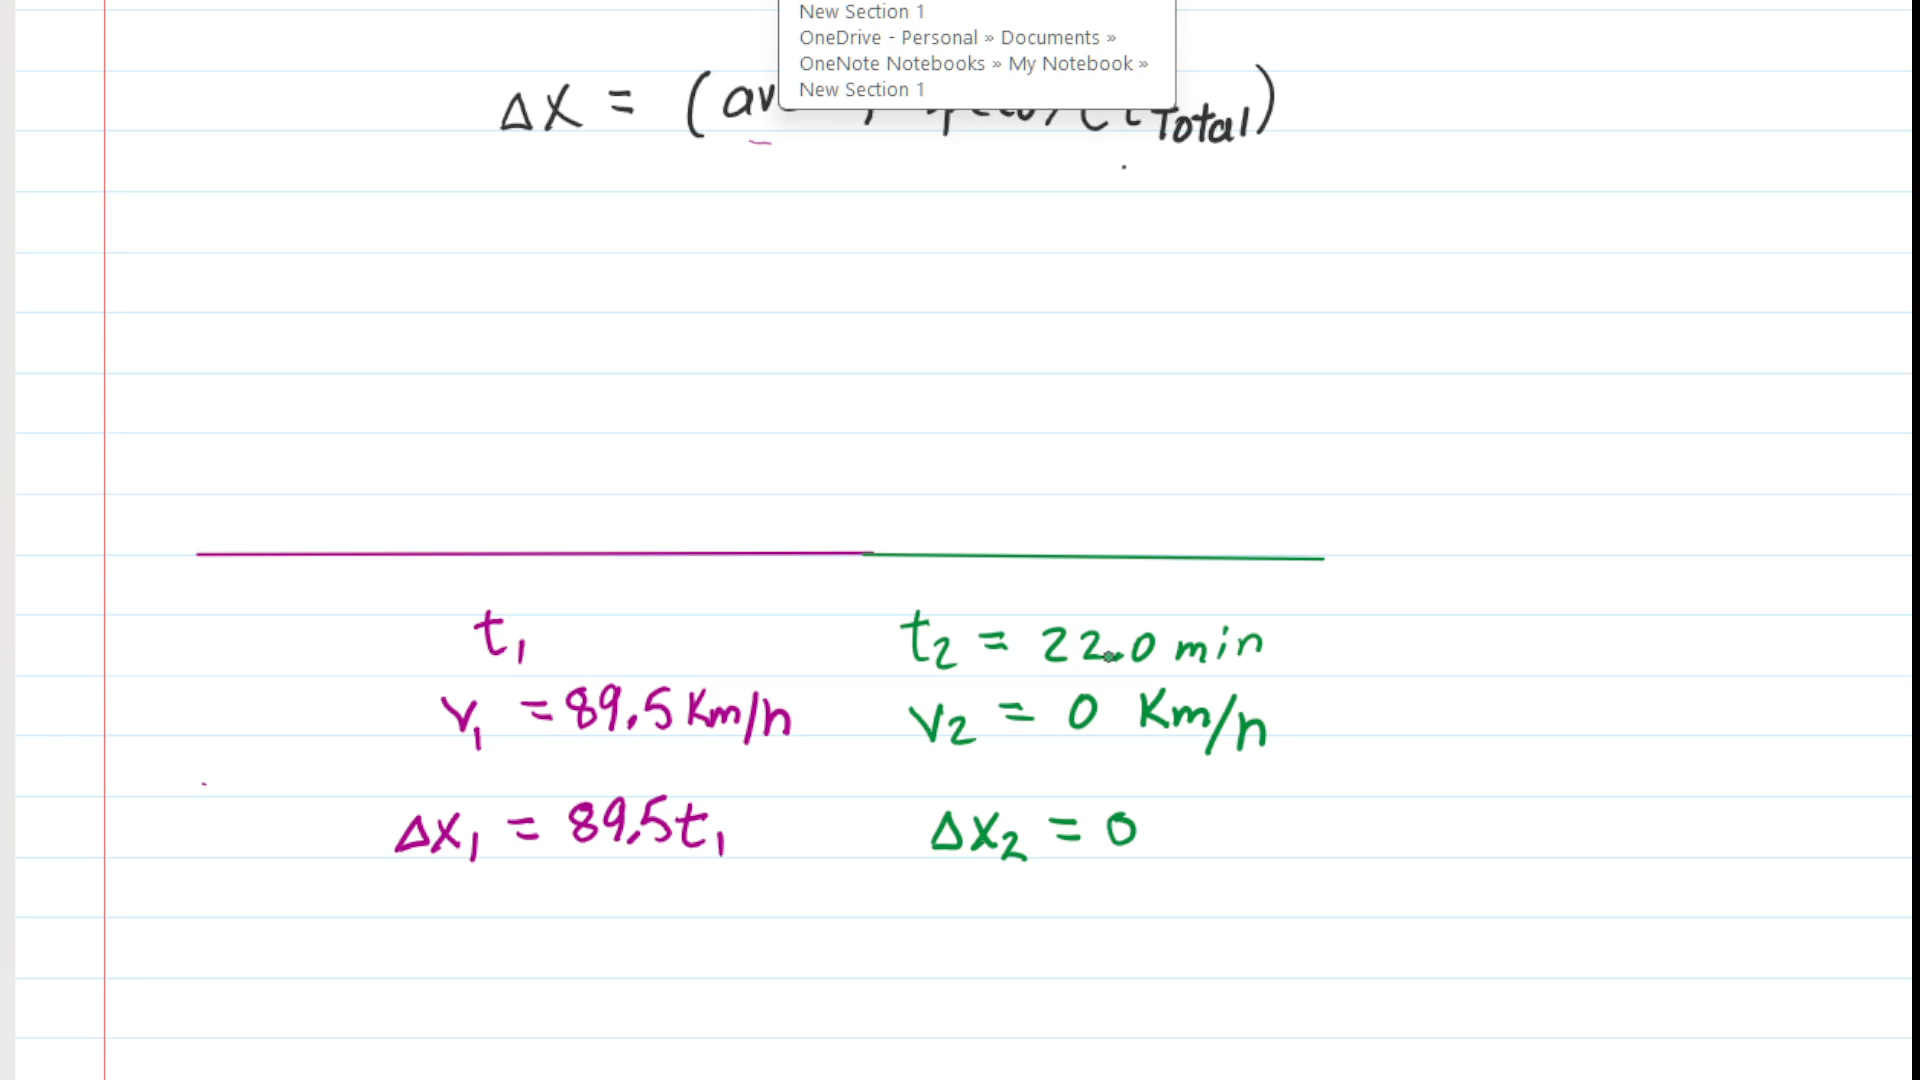 New Section 1
OneDrive - Personal » Documents »
OneNote Notebooks » My Notebook »
New Section 1
Δx = (av Total)
t₁
t₂ = 22.0 min
v₁ = 89.5 Km/h
v₂ = 0 Km/h
Δx₁ = 89.5t₁
Δx₂ = 0